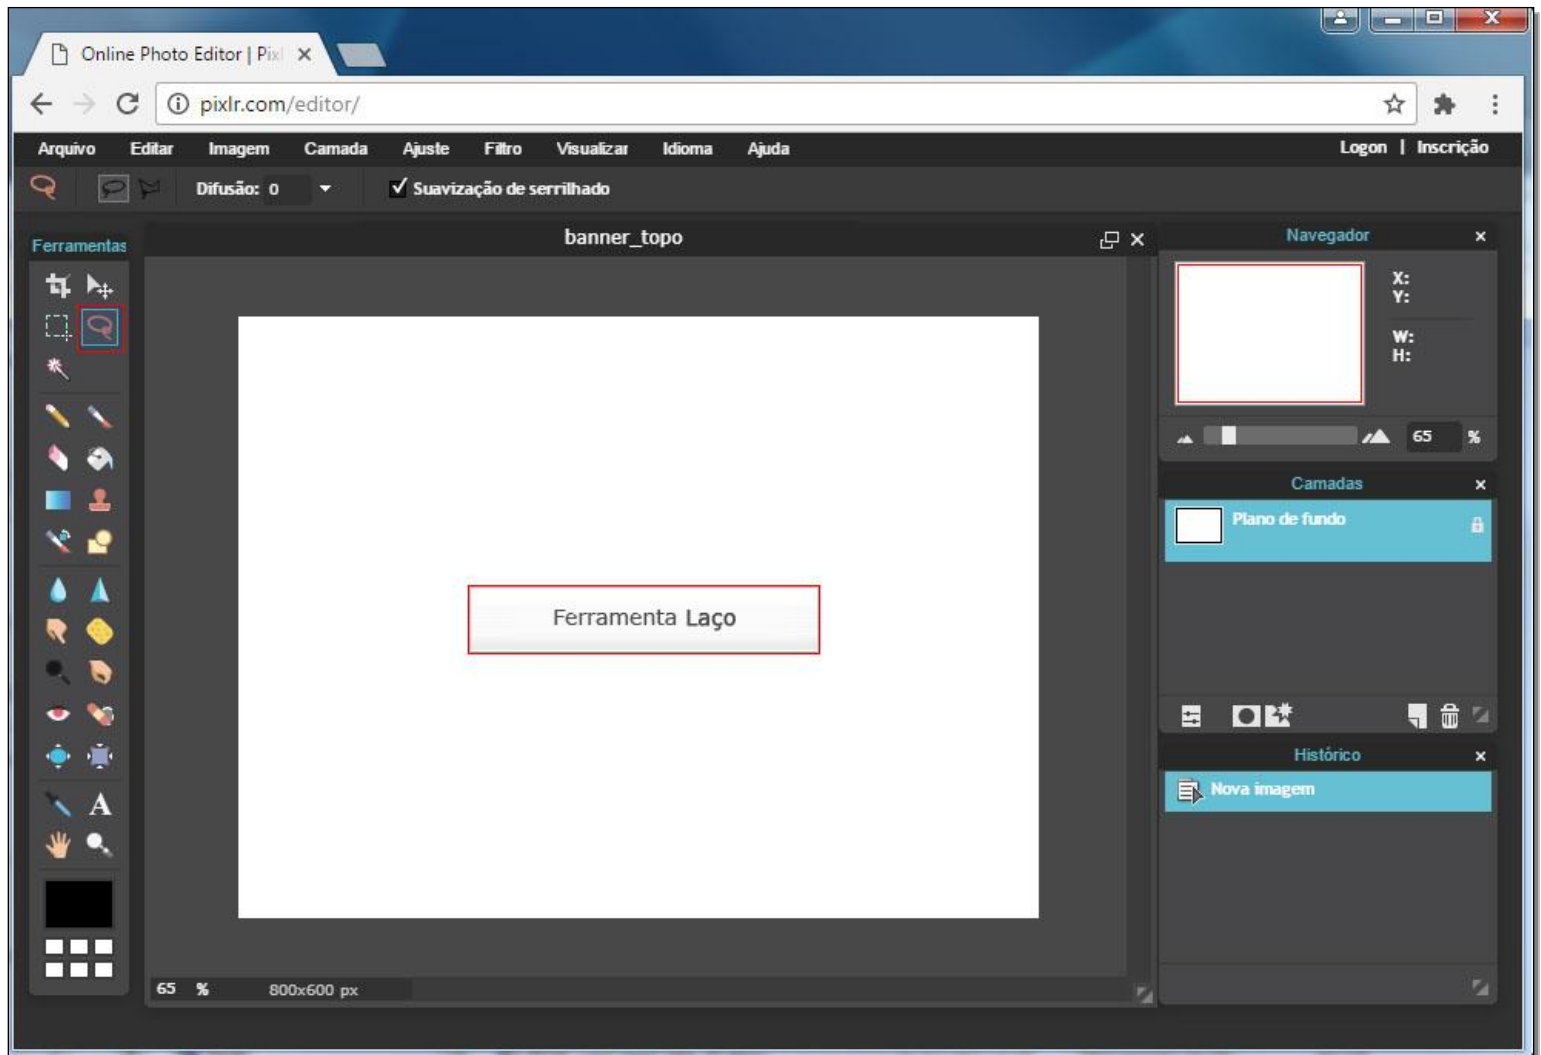 Online Photo Editor | Pixl
pixlr.com/editor/
Arquivo Editar Imagem Camada Ajuste Filtro Visualizar Idioma Ajuda Logon | Inscrição
Difusão: 0 Suavização de serrilhado
Ferramentas
banner_topo
Navegador
X:
Y:
W:
H:
65 %
Camadas
Plano de fundo
Ferramenta Laço
Histórico
Nova imagem
A
65 % 800x600 px